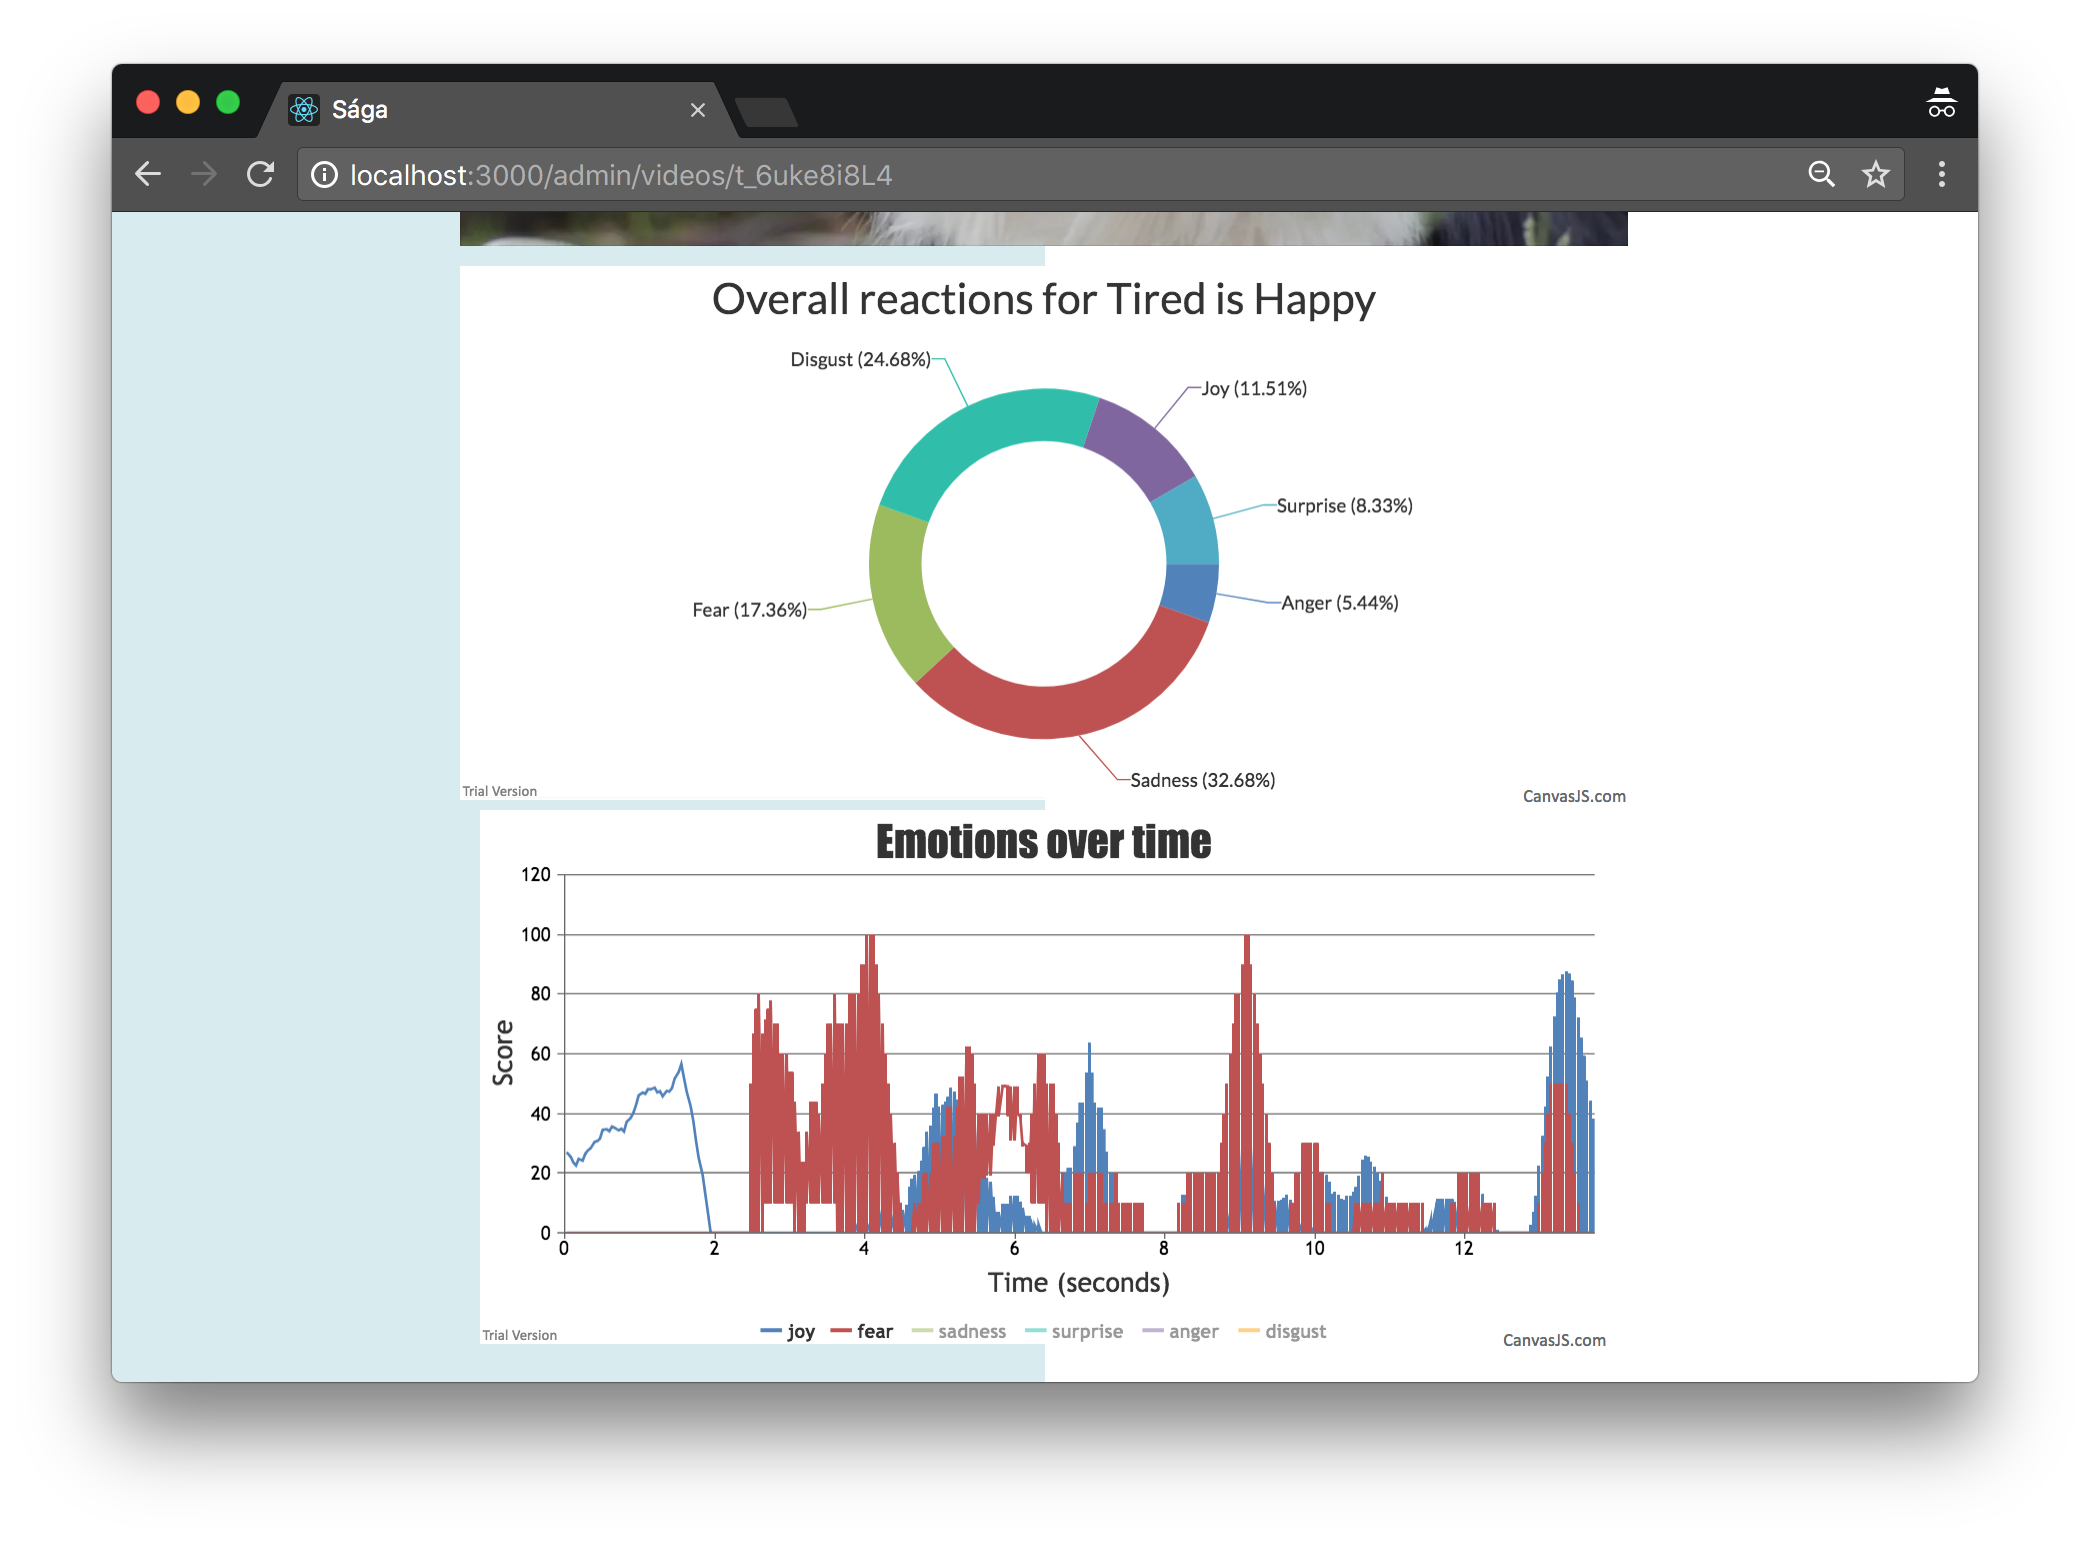 Sága
localhost:3000/admin/videos/t_6uke8i8L4
Overall reactions for Tired is Happy
Disgust (24.68%)
Joy (11.51%)
Surprise (8.33%)
Fear (17.36%)
Anger (5.44%)
Sadness (32.68%)
Trial Version
CanvasJS.com
Emotions over time
120
100
80
60
40
20
0
Score
0 2 4 6 8 10 12
Time (seconds)
joy fear sadness surprise anger disgust
Trial Version
CanvasJS.com